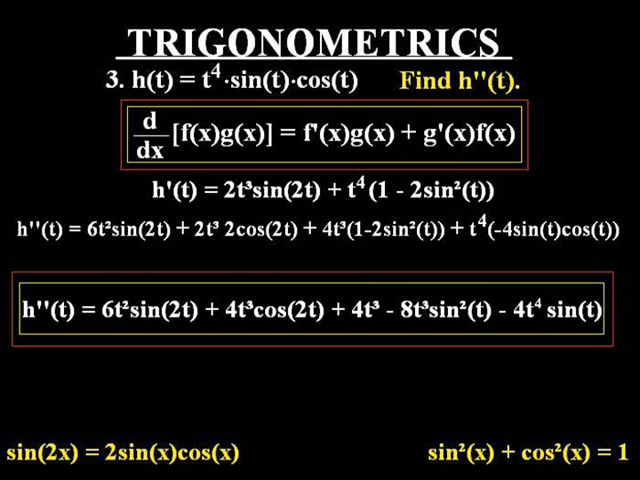 TRIGONOMETRICS
3. h(t) = t⁴·sin(t)·cos(t) Find h''(t).
d/dx [f(x)g(x)] = f'(x)g(x) + g'(x)f(x)
h'(t) = 2t³sin(2t) + t⁴(1 - 2sin²(t))
h''(t) = 6t²sin(2t) + 2t³ 2cos(2t) + 4t³(1-2sin²(t)) + t⁴(-4sin(t)cos(t))
h''(t) = 6t²sin(2t) + 4t³cos(2t) + 4t³ - 8t³sin²(t) - 4t⁴ sin(t)
sin(2x) = 2sin(x)cos(x) sin²(x) + cos²(x) = 1